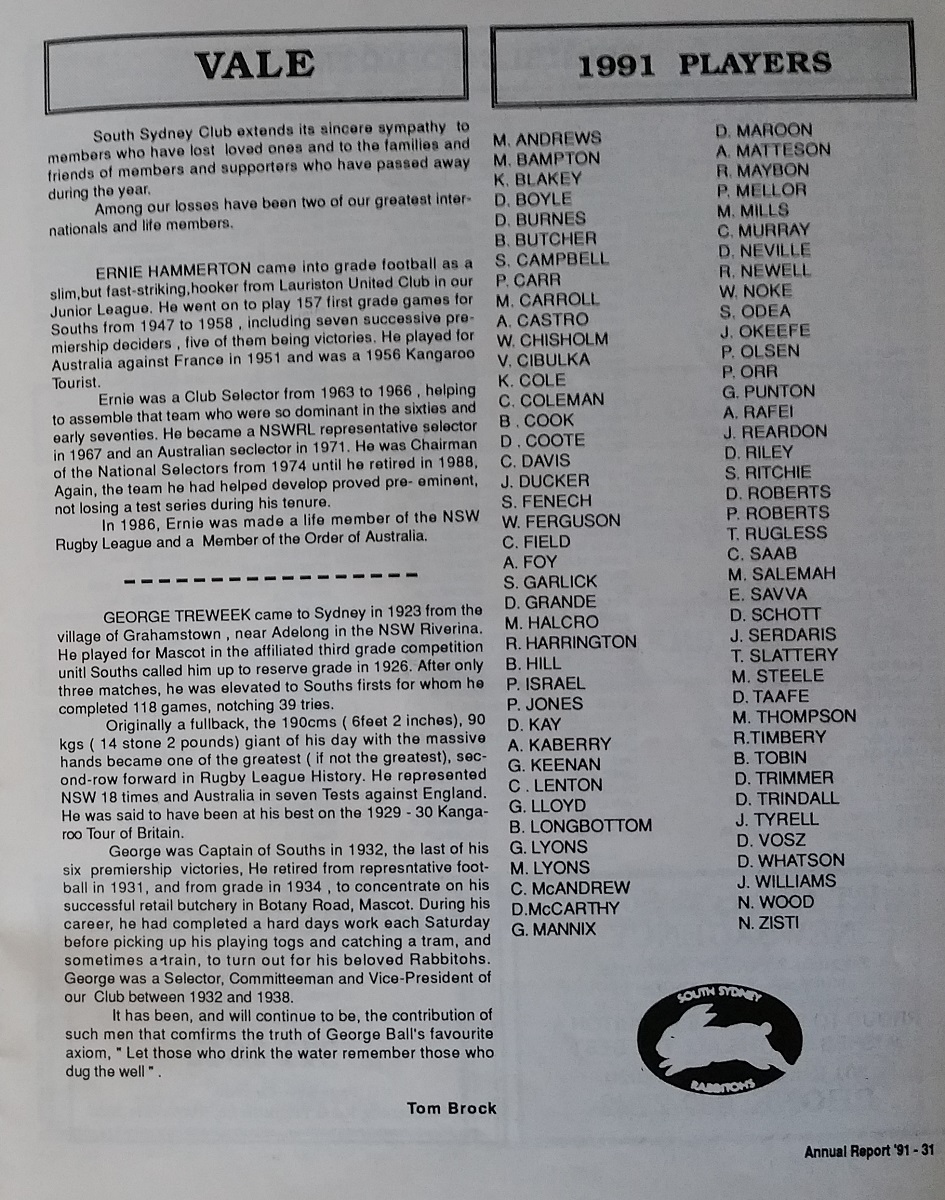 VALE
South Sydney Club extends its sincere sympathy to
members who have lost loved ones and to the families and
friends of members and supporters who have passed away
during the year.
Among our losses have been two of our greatest inter-
nationals and life members.
ERNIE HAMMERTON came into grade football as a
slim,but fast-striking,hooker from Lauriston United Club in our
Junior League. He went on to play 157 first grade games for
Souths from 1947 to 1958 , including seven successive pre-
miership deciders , five of them being victories. He played for
Australia against France in 1951 and was a 1956 Kangaroo
Tourist.
Ernie was a Club Selector from 1963 to 1966 , helping
to assemble that team who were so dominant in the sixties and
early seventies. He became a NSWRL representative selector
in 1967 and an Australian seclector in 1971. He was Chairman
of the National Selectors from 1974 until he retired in 1988,
Again, the team he had helped develop proved pre- eminent,
not losing a test series during his tenure.
In 1986, Ernie was made a life member of the NSW
Rugby League and a Member of the Order of Australia.
GEORGE TREWEEK came to Sydney in 1923 from the
village of Grahamstown , near Adelong in the NSW Riverina.
He played for Mascot in the affiliated third grade competition
unitl Souths called him up to reserve grade in 1926. After only
three matches, he was elevated to Souths firsts for whom he
completed 118 games, notching 39 tries.
Originally a fullback, the 190cms ( 6feet 2 inches), 90
kgs ( 14 stone 2 pounds) giant of his day with the massive
hands became one of the greatest ( if not the greatest), sec-
ond-row forward in Rugby League History. He represented
NSW 18 times and Australia in seven Tests against England.
He was said to have been at his best on the 1929 - 30 Kanga-
roo Tour of Britain.
George was Captain of Souths in 1932, the last of his
six premiership victories, He retired from represntative foot-
ball in 1931, and from grade in 1934 , to concentrate on his
successful retail butchery in Botany Road, Mascot. During his
career, he had completed a hard days work each Saturday
before picking up his playing togs and catching a tram, and
sometimes a train, to turn out for his beloved Rabbitohs.
George was a Selector, Committeeman and Vice-President of
our Club between 1932 and 1938.
It has been, and will continue to be, the contribution of
such men that comfirms the truth of George Ball's favourite
axiom, " Let those who drink the water remember those who
dug the well " .
Tom Brock
1991 PLAYERS
M. ANDREWS
M. BAMPTON
K. BLAKEY
D. BOYLE
D. BURNES
B. BUTCHER
S. CAMPBELL
P. CARR
M. CARROLL
A. CASTRO
W. CHISHOLM
V. CIBULKA
K. COLE
C. COLEMAN
B . COOK
D . COOTE
C. DAVIS
J. DUCKER
S. FENECH
W. FERGUSON
C. FIELD
A. FOY
S. GARLICK
D. GRANDE
M. HALCRO
R. HARRINGTON
B. HILL
P. ISRAEL
P. JONES
D. KAY
A. KABERRY
G. KEENAN
C . LENTON
G. LLOYD
B. LONGBOTTOM
G. LYONS
M. LYONS
C. McANDREW
D.McCARTHY
G. MANNIX
D. MAROON
A. MATTESON
R. MAYBON
P. MELLOR
M. MILLS
C. MURRAY
D. NEVILLE
R. NEWELL
W. NOKE
S. ODEA
J. OKEEFE
P. OLSEN
P. ORR
G. PUNTON
A. RAFEI
J. REARDON
D. RILEY
S. RITCHIE
D. ROBERTS
P. ROBERTS
T. RUGLESS
C. SAAB
M. SALEMAH
E. SAVVA
D. SCHOTT
J. SERDARIS
T. SLATTERY
M. STEELE
D. TAAFE
M. THOMPSON
R.TIMBERY
B. TOBIN
D. TRIMMER
D. TRINDALL
J. TYRELL
D. VOSZ
D. WHATSON
J. WILLIAMS
N. WOOD
N. ZISTI
SOUTH SYDNEY
RABBITOHS
Annual Report '91 - 31